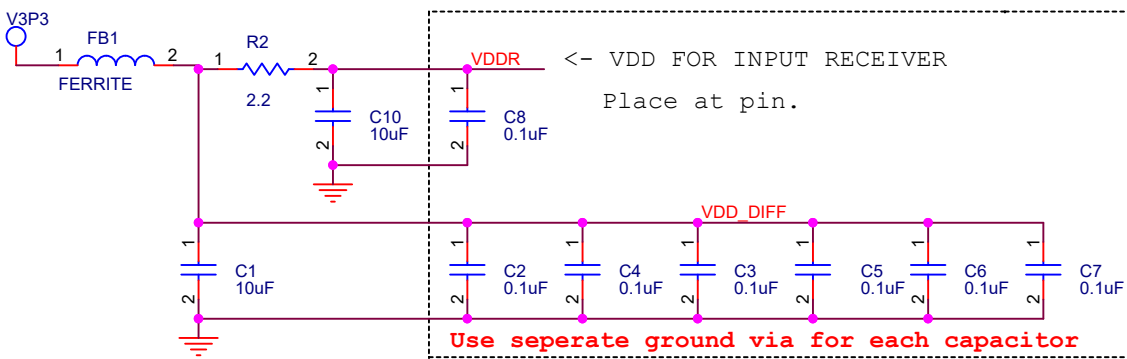 V3P3
1 FB1 2
FERRITE
1 R2 2
2.2
VDDR
<- VDD FOR INPUT RECEIVER
Place at pin.
1
C10
10uF
2
1
C8
0.1uF
2
VDD_DIFF
1
C1
10uF
2
1
C2
0.1uF
2
1
C4
0.1uF
2
1
C3
0.1uF
2
1
C5
0.1uF
2
1
C6
0.1uF
2
1
C7
0.1uF
2
Use seperate ground via for each capacitor